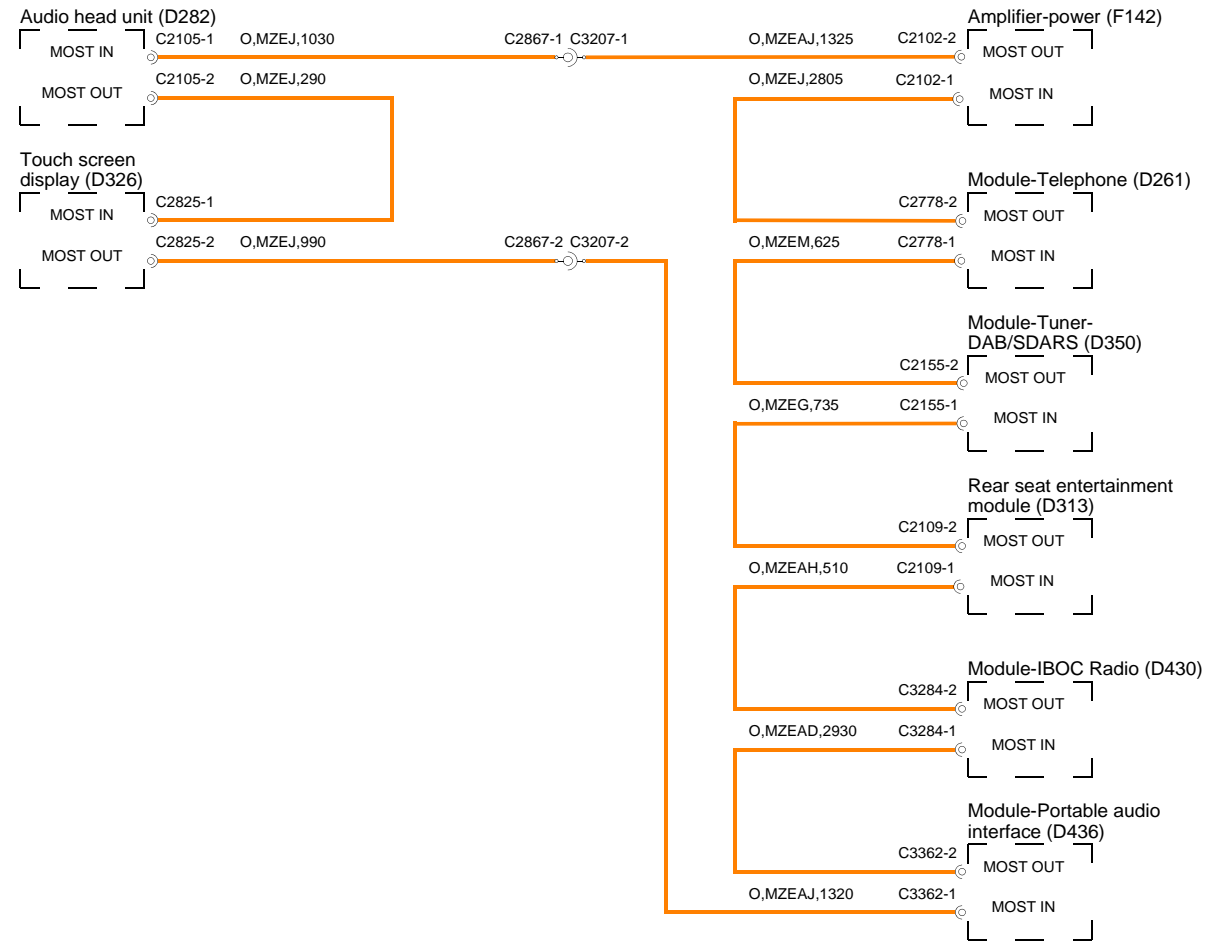 Audio head unit (D282)
MOST IN
C2105-1
O,MZEJ,1030
C2867-1
C3207-1
O,MZEAJ,1325
C2102-2
Amplifier-power (F142)
MOST OUT
MOST OUT
C2105-2
O,MZEJ,290
O,MZEJ,2805
C2102-1
MOST IN
Touch screen
display (D326)
MOST IN
C2825-1
Module-Telephone (D261)
C2778-2
MOST OUT
MOST OUT
C2825-2
O,MZEJ,990
C2867-2
C3207-2
O,MZEM,625
C2778-1
MOST IN
Module-Tuner-
DAB/SDARS (D350)
C2155-2
MOST OUT
O,MZEG,735
C2155-1
MOST IN
Rear seat entertainment
module (D313)
C2109-2
MOST OUT
O,MZEAH,510
C2109-1
MOST IN
Module-IBOC Radio (D430)
C3284-2
MOST OUT
O,MZEAD,2930
C3284-1
MOST IN
Module-Portable audio
interface (D436)
C3362-2
MOST OUT
O,MZEAJ,1320
C3362-1
MOST IN